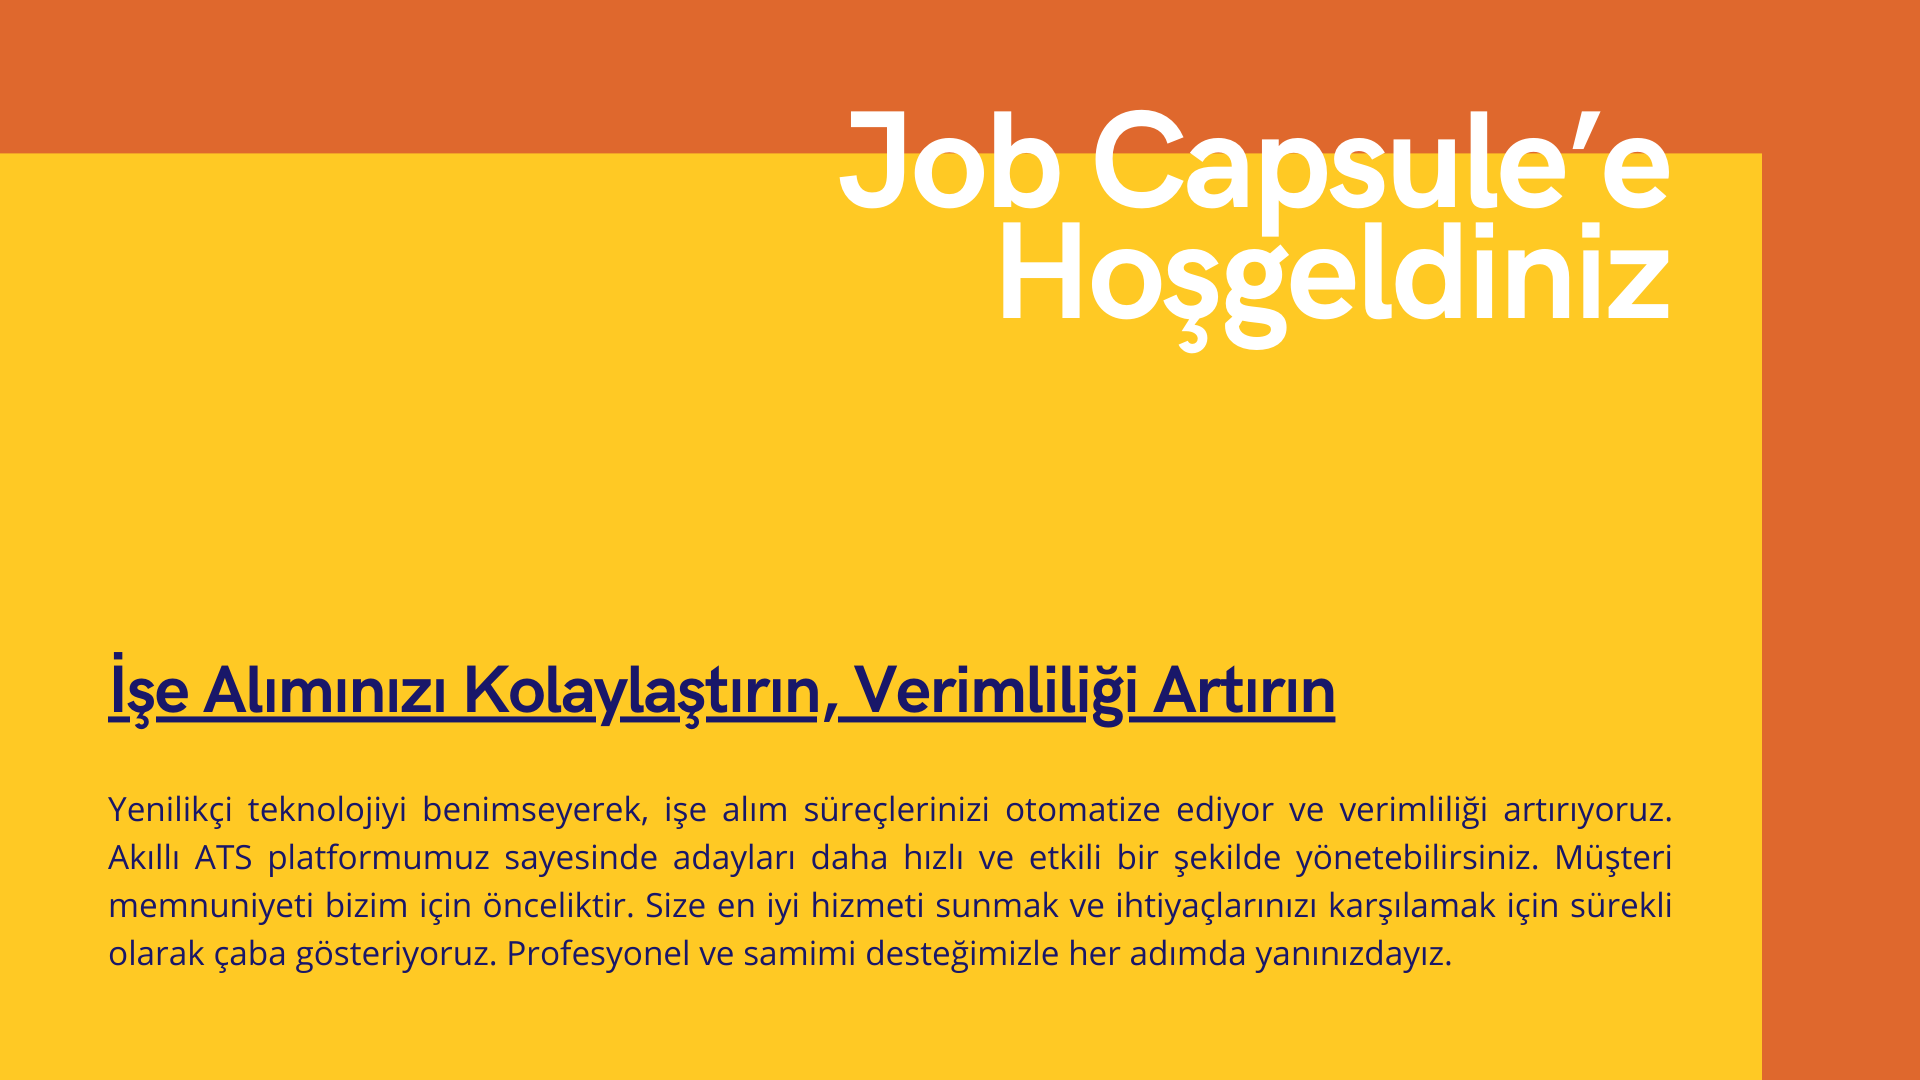 Job Capsule’e
Hoşgeldiniz
İşe Alımınızı Kolaylaştırın, Verimliliği Artırın
Yenilikçi teknolojiyi benimseyerek, işe alım süreçlerinizi otomatize ediyor ve verimliliği artırıyoruz.
Akıllı ATS platformumuz sayesinde adayları daha hızlı ve etkili bir şekilde yönetebilirsiniz. Müşteri
memnuniyeti bizim için önceliktir. Size en iyi hizmeti sunmak ve ihtiyaçlarınızı karşılamak için sürekli
olarak çaba gösteriyoruz. Profesyonel ve samimi desteğimizle her adımda yanınızdayız.